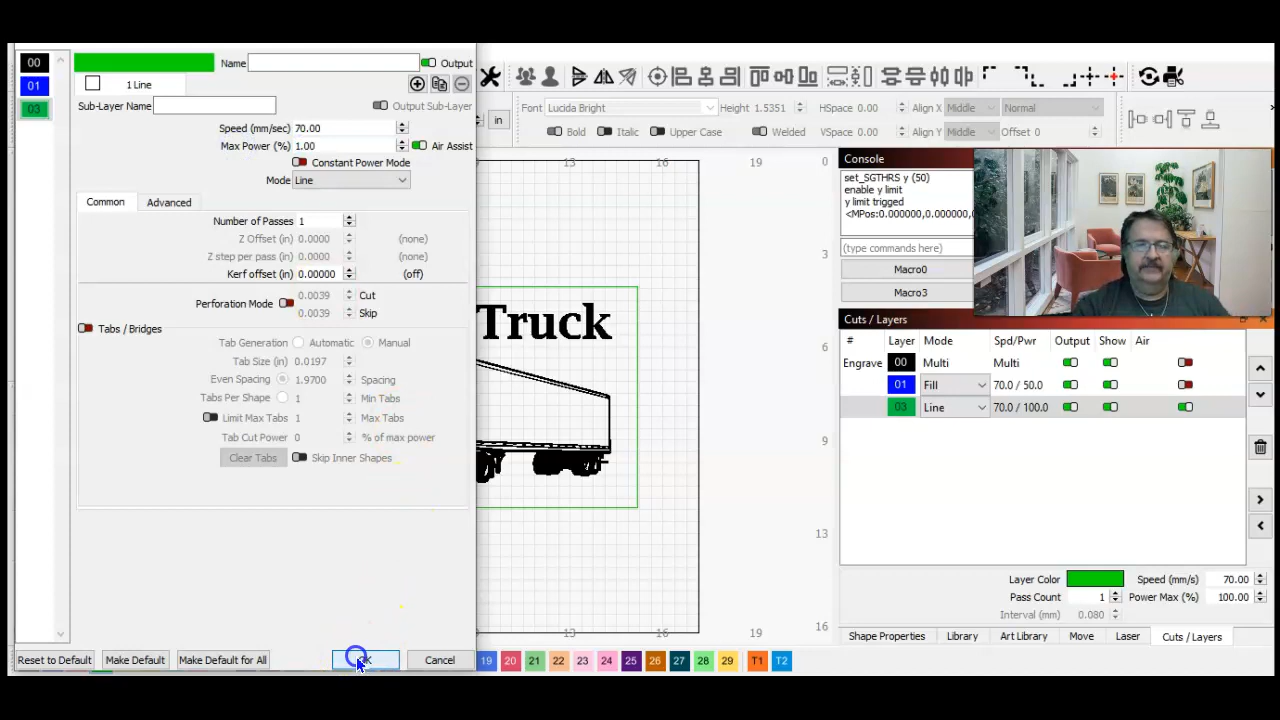 00
01
03
Name
Output
1 Line
Sub-Layer Name
Output Sub-Layer
Speed (mm/sec) 70.00
Max Power (%) 1.00
Air Assist
Constant Power Mode
Mode Line
Common
Advanced
Number of Passes 1
Z Offset (in) 0.0000 (none)
Z step per pass (in) 0.0000 (none)
Kerf offset (in) 0.00000 (off)
Perforation Mode
0.0039 Cut
0.0039 Skip
Tabs / Bridges
Tab Generation Automatic Manual
Tab Size (in) 0.0197
Even Spacing 1.9700 Spacing
Tabs Per Shape 1 Min Tabs
Limit Max Tabs 1 Max Tabs
Tab Cut Power 0 % of max power
Clear Tabs
Skip Inner Shapes
Reset to Default
Make Default
Make Default for All
Cancel
Font Lucida Bright
Height 1.5351
HSpace 0.00
Align X Middle
Normal
in
Bold
Italic
Upper Case
Welded
VSpace 0.00
Align Y Middle
Offset 0
13 16 19 0
3
6
9
13
16
13 16 19
Truck
19 20 21 22 23 24 25 26 27 28 29 T1 T2
Console
set_SGTHRS y (50)
enable y limit
y limit trigged
<MPos:0.000000,0.000000,0
(type commands here)
Macro0
Macro3
Cuts / Layers
# Layer Mode Spd/Pwr Output Show Air
Engrave 00 Multi Multi
01 Fill 70.0 / 50.0
03 Line 70.0 / 100.0
Layer Color
Speed (mm/s) 70.00
Pass Count 1
Power Max (%) 100.00
Interval (mm) 0.080
Shape Properties
Library
Art Library
Move
Laser
Cuts / Layers